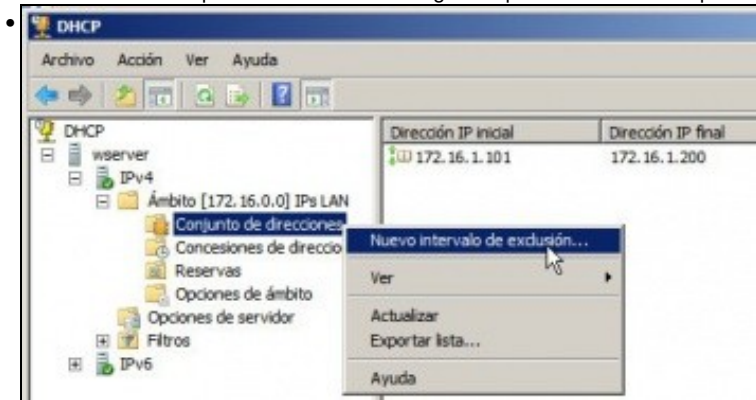 DHCP
Archivo Acción Ver Ayuda
DHCP
wserver
IPv4
Ámbito [172.16.0.0] IPs LAN
Conjunto de direcciones
Concesiones de direccio
Reservas
Opciones de ámbito
Opciones de servidor
Filtros
IPv6
Dirección IP inicial Dirección IP final
172.16.1.101 172.16.1.200
Nuevo intervalo de exclusión...
Ver
Actualizar
Exportar lista...
Ayuda